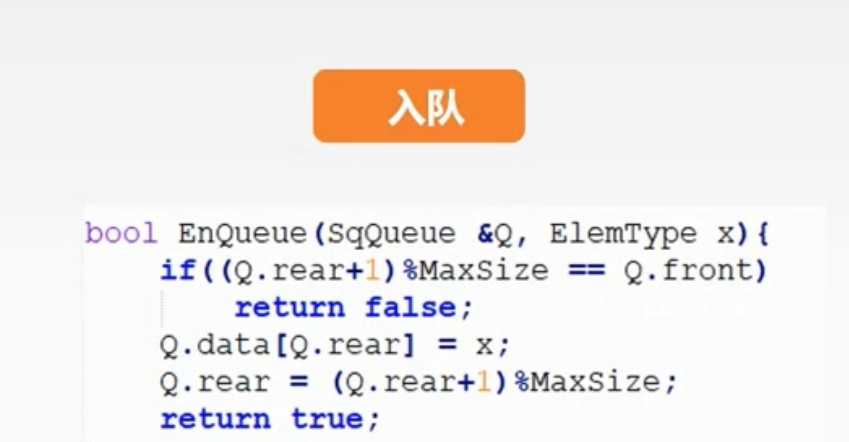 入队
bool EnQueue(SqQueue &Q, ElemType x){
    if((Q.rear+1)%MaxSize == Q.front)
        return false;
    Q.data[Q.rear] = x;
    Q.rear = (Q.rear+1)%MaxSize;
    return true;